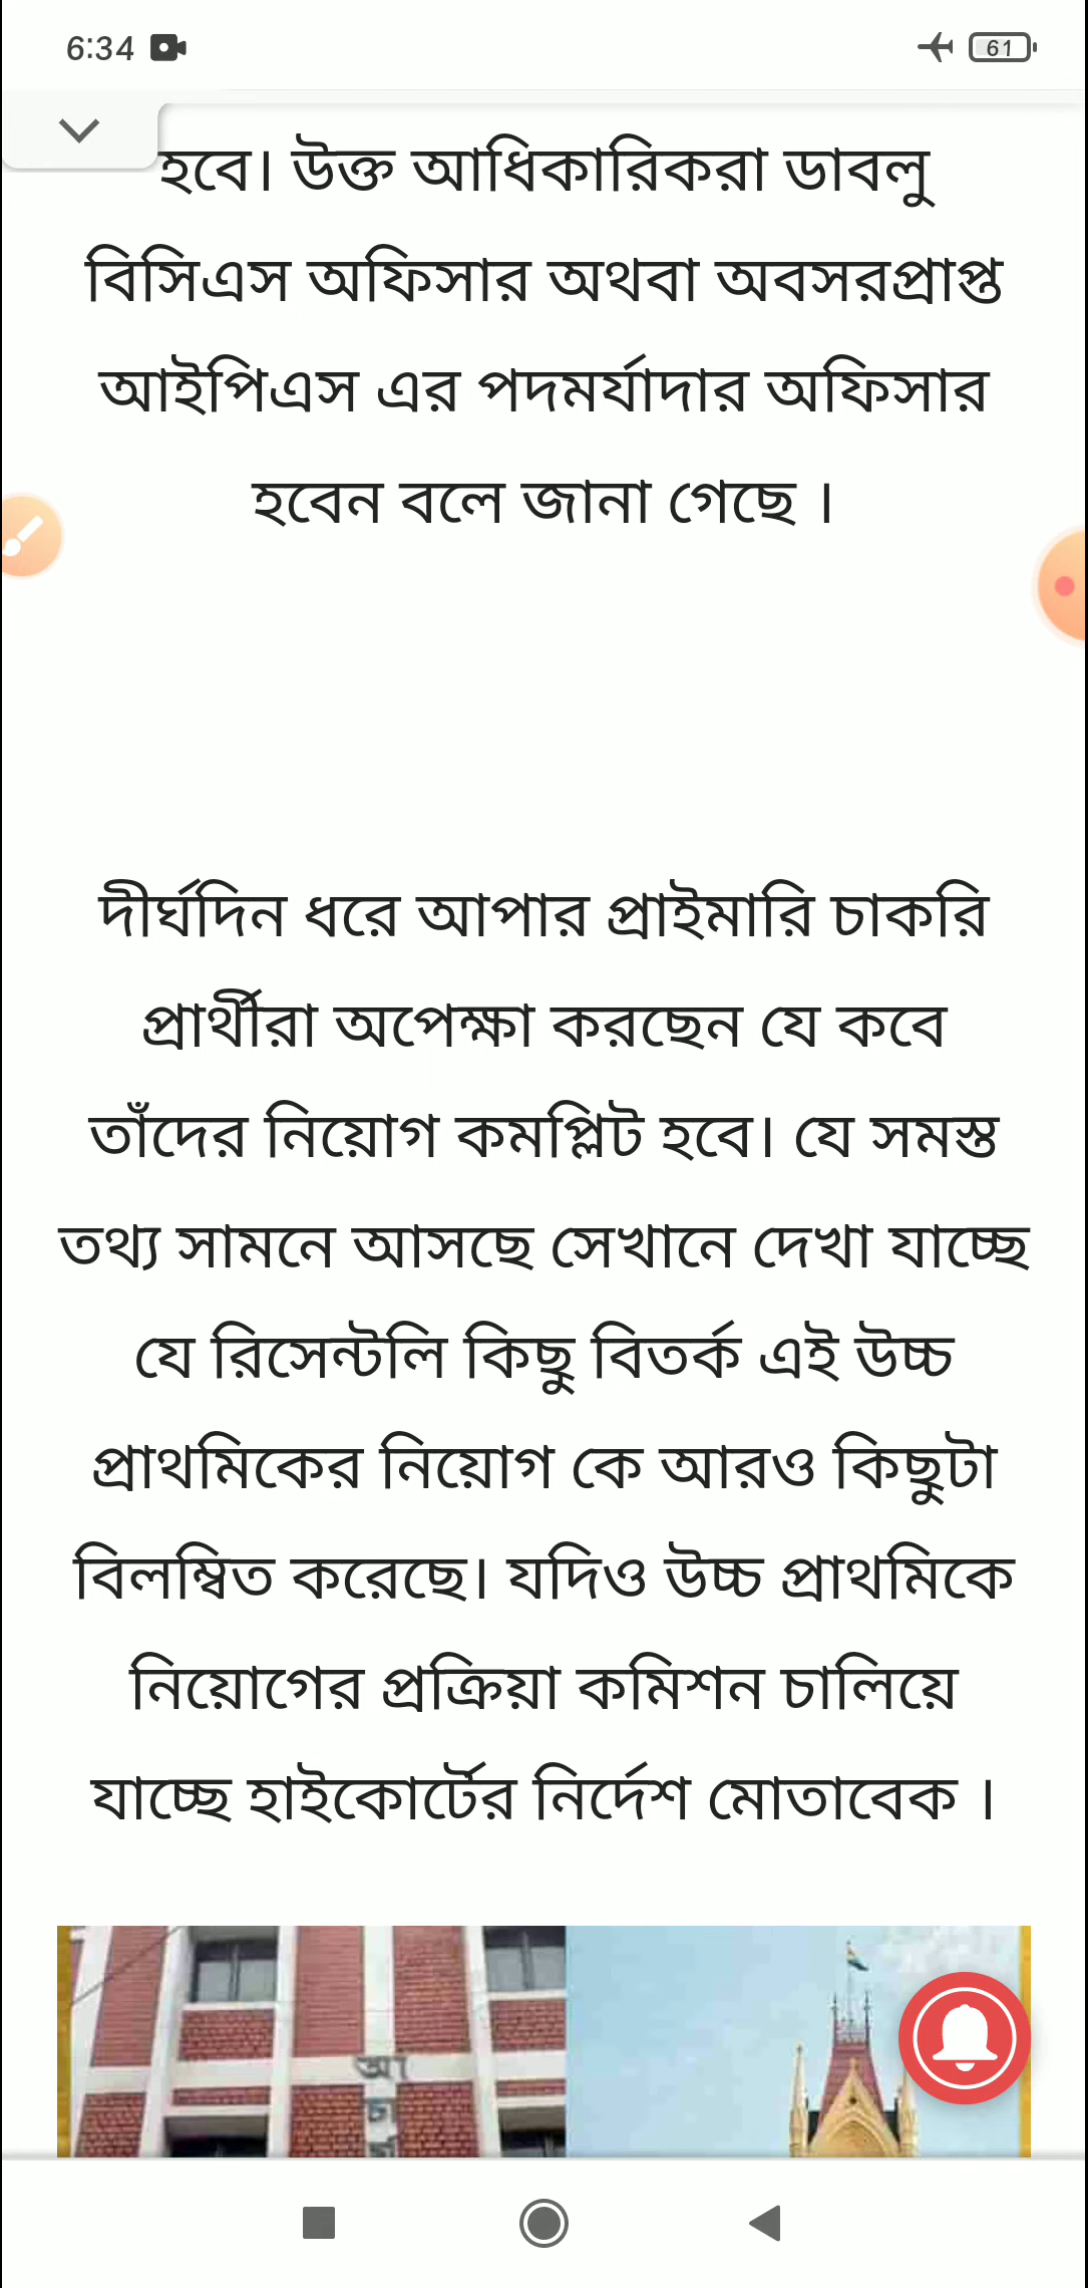 6:34
61
হবে। উক্ত আধিকারিকরা ডাবলু
বিসিএস অফিসার অথবা অবসরপ্রাপ্ত
আইপিএস এর পদমর্যাদার অফিসার
হবেন বলে জানা গেছে ।
দীর্ঘদিন ধরে আপার প্রাইমারি চাকরি
প্রার্থীরা অপেক্ষা করছেন যে কবে
তাঁদের নিয়োগ কমপ্লিট হবে। যে সমস্ত
তথ্য সামনে আসছে সেখানে দেখা যাচ্ছে
যে রিসেন্টলি কিছু বিতর্ক এই উচ্চ
প্রাথমিকের নিয়োগ কে আরও কিছুটা
বিলম্বিত করেছে। যদিও উচ্চ প্রাথমিকে
নিয়োগের প্রক্রিয়া কমিশন চালিয়ে
যাচ্ছে হাইকোর্টের নির্দেশ মোতাবেক ।
আ
চা